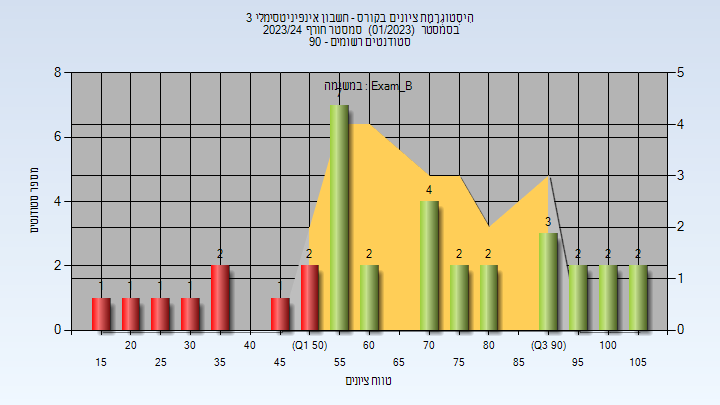 היסטוגרמת ציונים בקורס - חשבון אינפיניטסימלי 3
בסמסטר (01/2023) סמסטר חורף 2023/24
סטודנטים רשומים - 90
במשימה : Exam_B
מספר סטודנטים
8
6
4
2
0
5
4
3
2
1
0
1 1 1 1 2 1 2 7 2 4 2 2 3 2 2 2
20 30 40 (Q1 50) 60 70 80 (Q3 90) 100
15 25 35 45 55 65 75 85 95 105
טווח ציונים